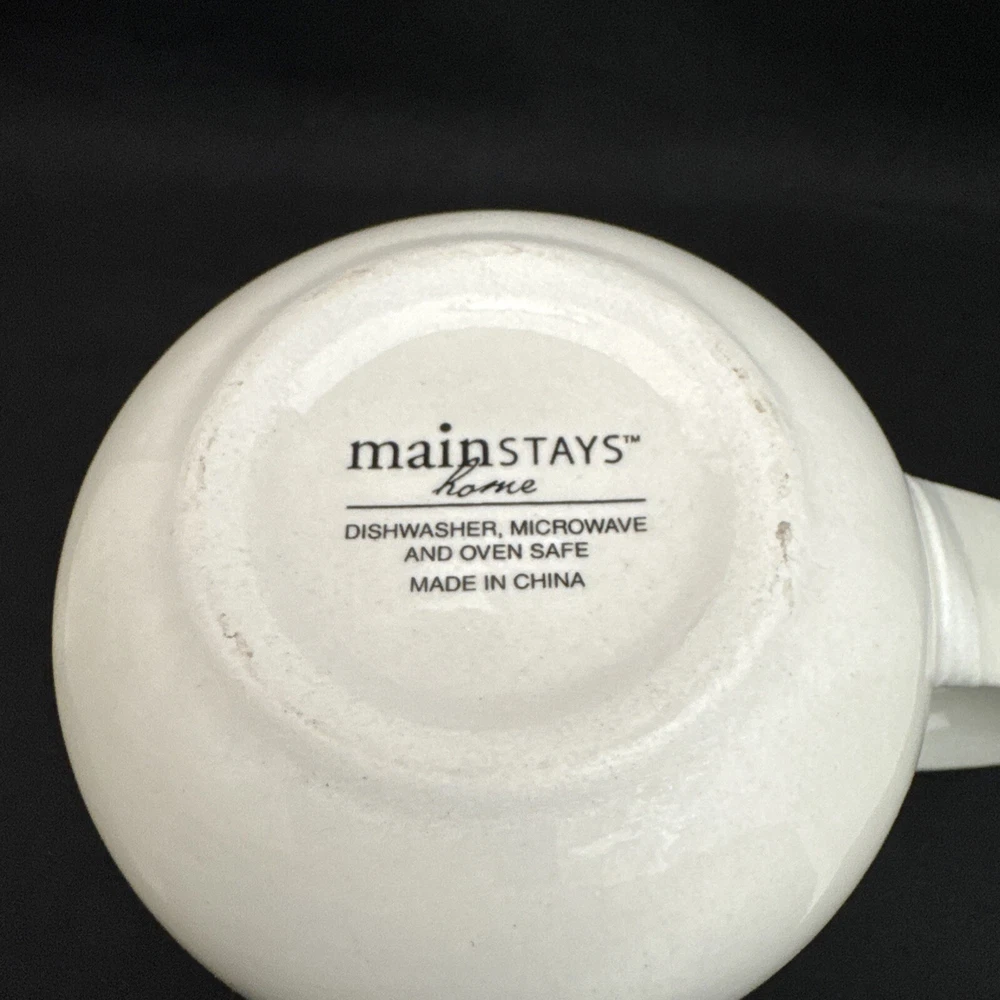 mainSTAYS™
home
DISHWASHER, MICROWAVE
AND OVEN SAFE
MADE IN CHINA